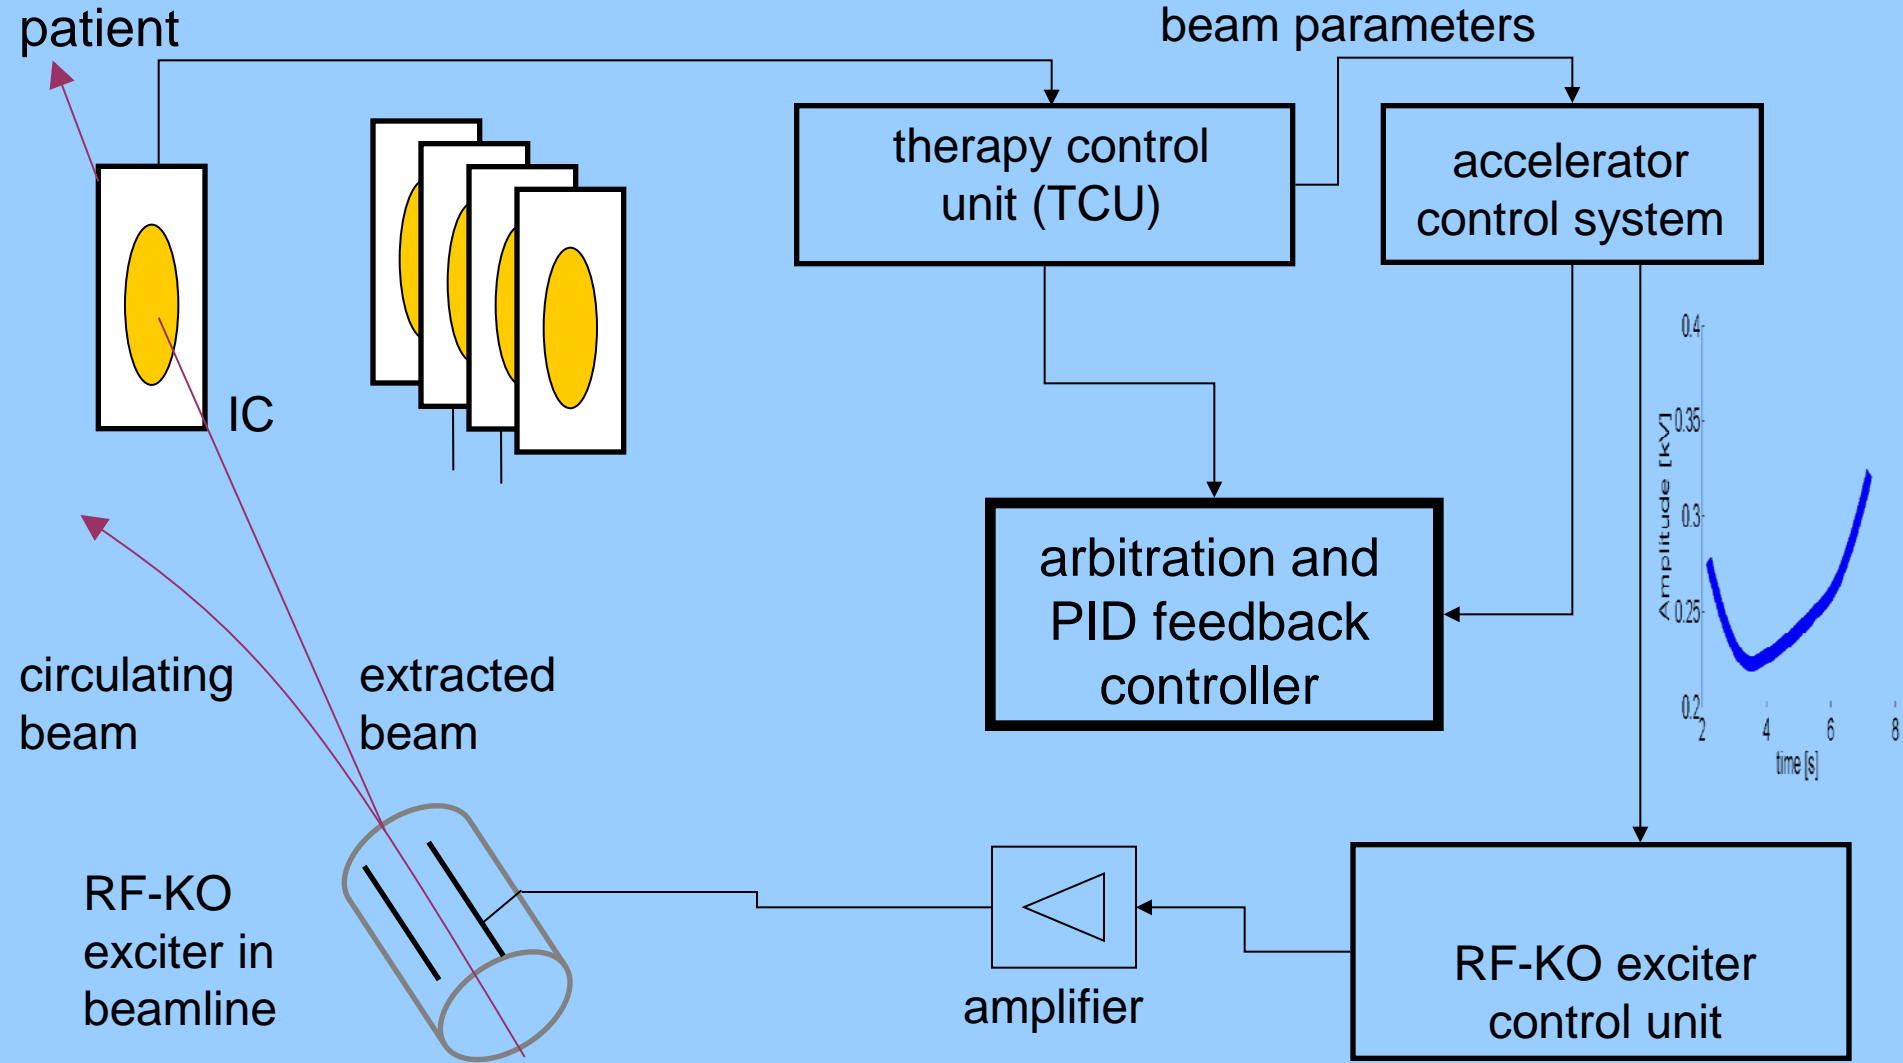 patient
beam parameters
therapy control
unit (TCU)
accelerator
control system
IC
arbitration and
PID feedback
controller
circulating
beam
extracted
beam
0.4
0.35
0.3
0.25
0.2
Amplitude [kV]
2 4 6 8
time [s]
RF-KO
exciter in
beamline
amplifier
RF-KO exciter
control unit